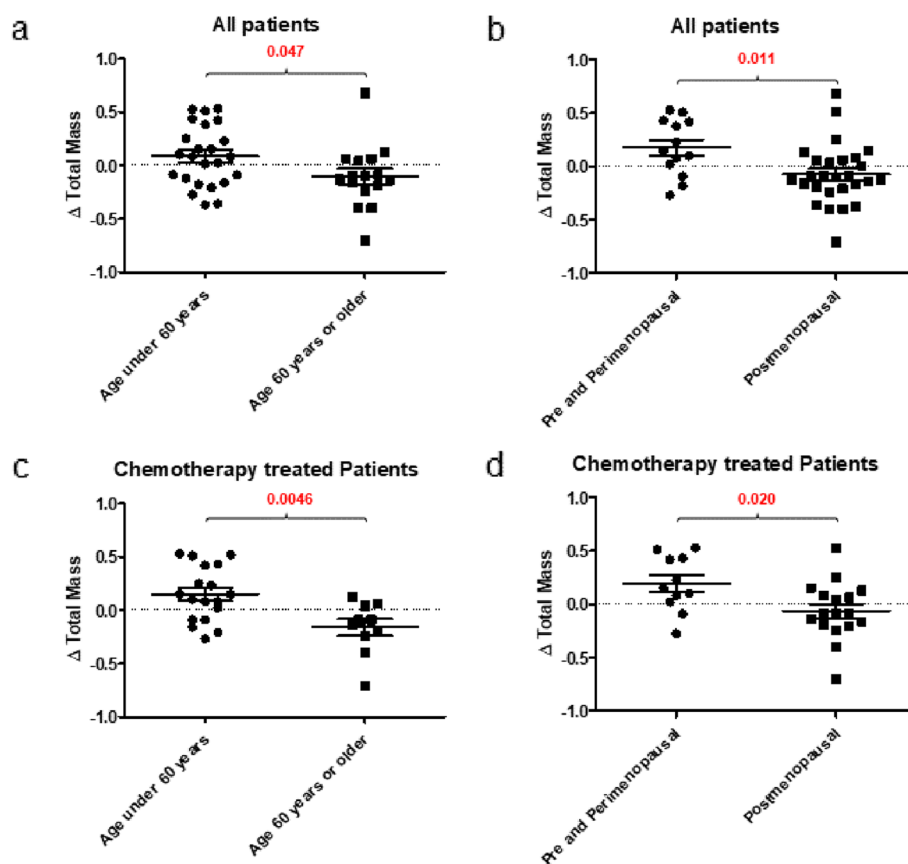 a
All patients
0.047
1.0
0.5
0.0
-0.5
-1.0
Δ Total Mass
Age under 60 years
Age 60 years or older
b
All patients
0.011
1.0
0.5
0.0
-0.5
-1.0
Δ Total Mass
Pre and Perimenopausal
Postmenopausal
c
Chemotherapy treated Patients
0.0046
1.0
0.5
0.0
-0.5
-1.0
Δ Total Mass
Age under 60 years
Age 60 years or older
d
Chemotherapy treated Patients
0.020
1.0
0.5
0.0
-0.5
-1.0
Δ Total Mass
Pre and Perimenopausal
Postmenopausal